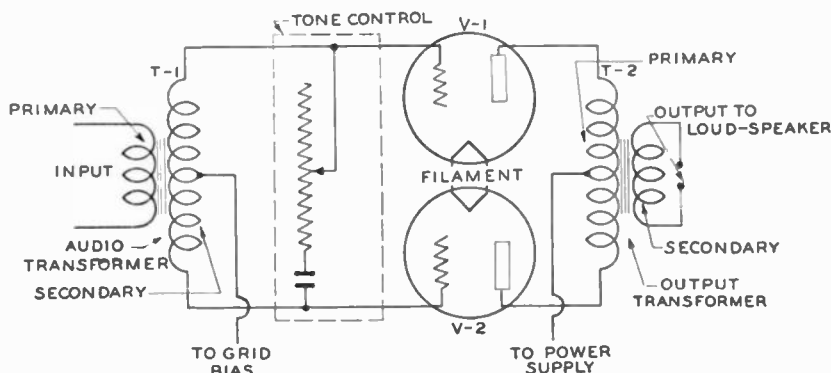 TONE CONTROL
V-1
T-1
PRIMARY
T-2
PRIMARY
OUTPUT TO
LOUD-SPEAKER
INPUT
FILAMENT
AUDIO
TRANSFORMER
SECONDARY
SECONDARY
OUTPUT
TRANSFORMER
V-2
TO GRID
BIAS
TO POWER
SUPPLY